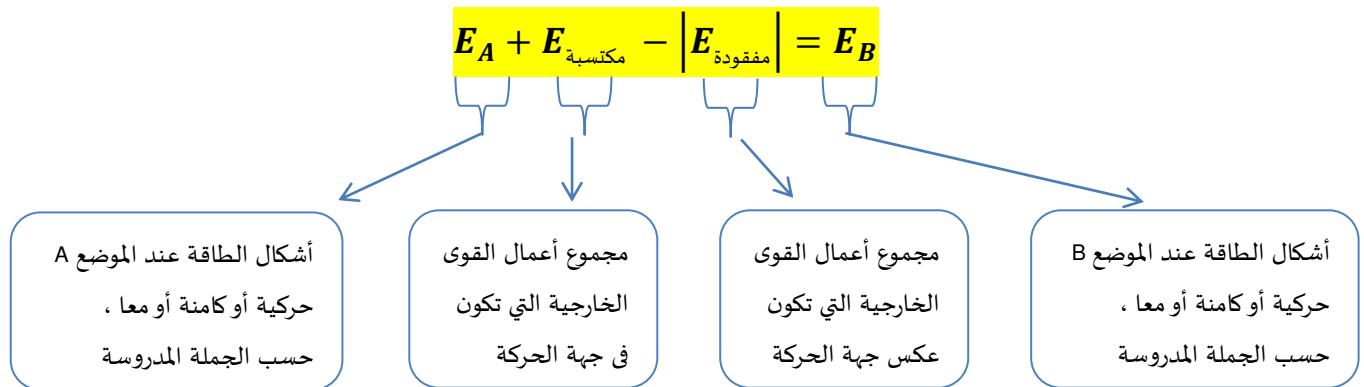 E_A + E_مكتسبة − |E_مفقودة| = E_B
أشكال الطاقة عند الموضع A
حركية أو كامنة أو معا ،
حسب الجملة المدروسة
مجموع أعمال القوى
الخارجية التي تكون
في جهة الحركة
مجموع أعمال القوى
الخارجية التي تكون
عكس جهة الحركة
أشكال الطاقة عند الموضع B
حركية أو كامنة أو معا ،
حسب الجملة المدروسة